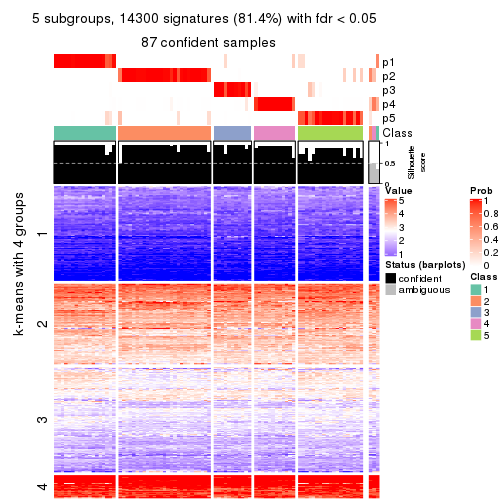 5 subgroups, 14300 signatures (81.4%) with fdr < 0.05
87 confident samples
p1
p2
p3
p4
p5
Class
1
0.5
0
Silhouette
score
k-means with 4 groups
1
2
3
4
Value
5
4
3
2
1
Status (barplots)
confident
ambiguous
Prob
1
0.8
0.6
0.4
0.2
0
Class
1
2
3
4
5